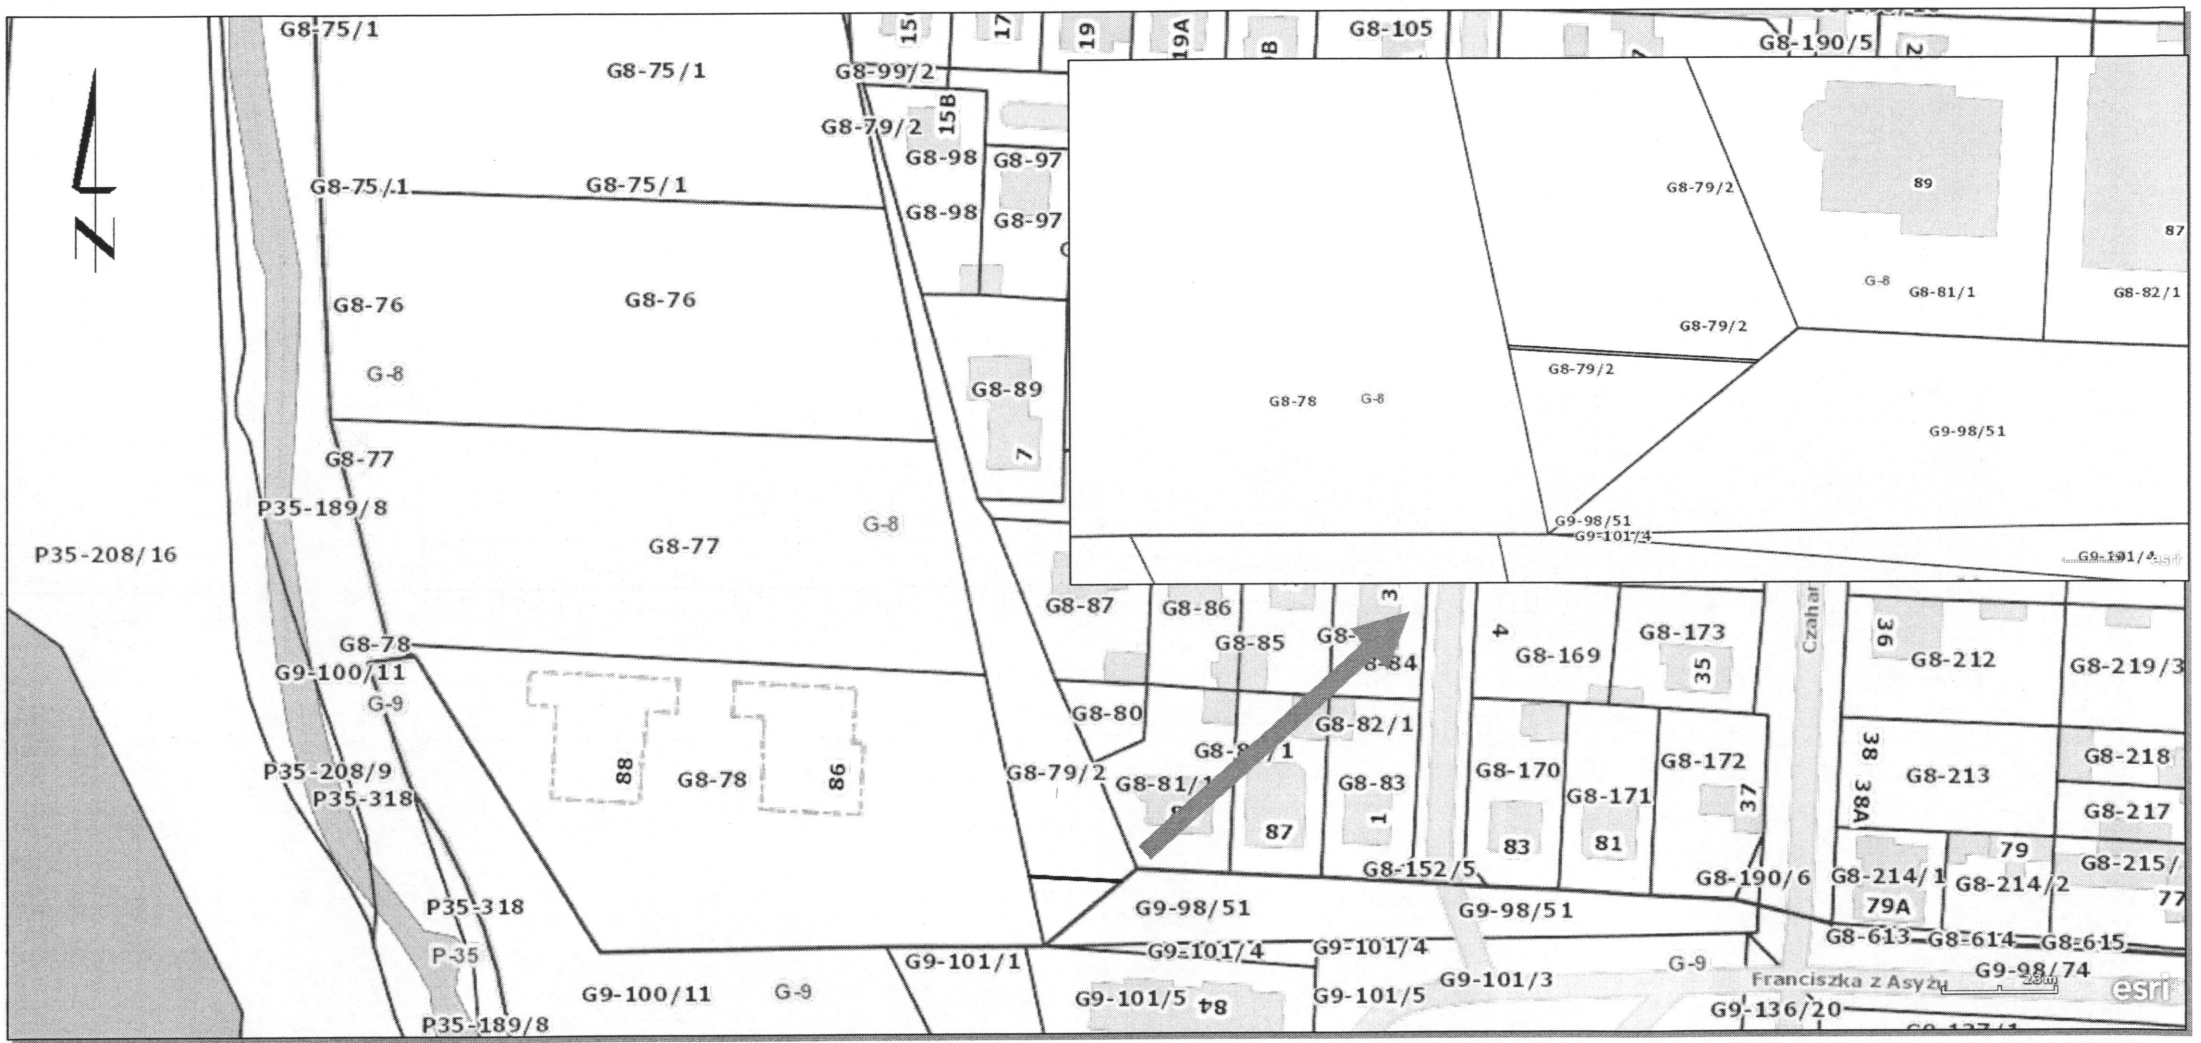 G8-75/1
G8-75/1
G8-99/2
15
17
19
19A
G8-105
G8-190/5
G8-79/2
15B
G8-98
G8-97
G8-75/1
G8-75/1
G8-98
G8-97
N
G8-76
G8-76
G-8
G8-89
7
G8-77
P35-189/8
G-8
G8-77
P35-208/16
G8-79/2
89
87
G-8
G8-81/1
G8-82/1
G8-79/2
G8-79/2
G8-78
G-8
G9-98/51
G9-98/51
G9-101/4
G9-101/4
esri
G8-87
G8-86
G8-85
3
4
G8-169
G8-173
35
Czahar
36
G8-212
G8-219/3
G8-78
G9-100/11
G-9
G8-80
G8-82/1
P35-208/9
P35-318
88
G8-78
86
G8-79/2
G8-81/1
87
G8-83
1
G8-170
83
G8-171
81
G8-172
37
38
38A
G8-213
G8-218
G8-217
G8-152/5
G8-190/6
G8-214/1
79A
79
G8-214/2
G8-215/
77
P35-318
G9-98/51
G9-98/51
G8-613
G8-614
G8-615
P-35
G9-101/1
G9-101/4
G9-101/4
G-9
G9-98/74
G9-100/11
G-9
G9-101/5
84
G9-101/5
G9-101/3
Franciszka z Asyżu
esri
P35-189/8
G9-136/20